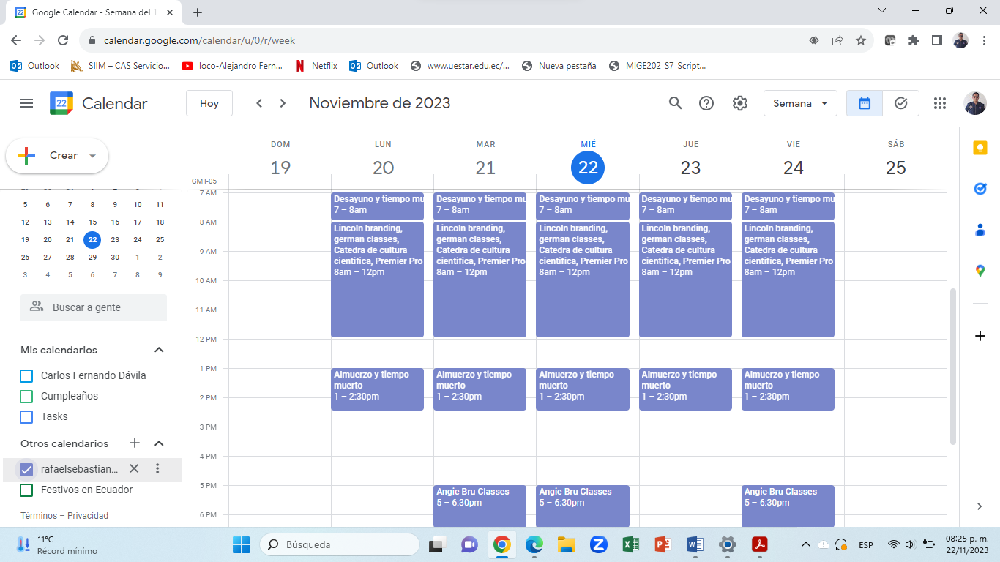 Google Calendar - Semana del
calendar.google.com/calendar/u/0/r/week
Outlook
SIIM – CAS Servicio...
loco-Alejandro Fern...
Netflix
Outlook
www.uestar.edu.ec/...
Nueva pestaña
MIGE202_S7_Script...
22 Calendar
Hoy
Noviembre de 2023
Semana
Crear
DOM LUN MAR MIÉ JUE VIE SÁB
19 20 21 22 23 24 25
GMT-05
5 6 7 8 9 10 11
12 13 14 15 16 17 18
19 20 21 22 23 24 25
26 27 28 29 30 1 2
3 4 5 6 7 8 9
Buscar a gente
Mis calendarios
Carlos Fernando Dávila
Cumpleaños
Tasks
Otros calendarios
rafaelsebastian...
Festivos en Ecuador
Términos – Privacidad
7 AM
8 AM
9 AM
10 AM
11 AM
12 PM
1 PM
2 PM
3 PM
4 PM
5 PM
6 PM
Desayuno y tiempo mu
7 – 8am
Lincoln branding,
german classes,
Catedra de cultura
cientifica, Premier Pro
8am – 12pm
Almuerzo y tiempo
muerto
1 – 2:30pm
Desayuno y tiempo mu
7 – 8am
Lincoln branding,
german classes,
Catedra de cultura
cientifica, Premier Pro
8am – 12pm
Almuerzo y tiempo
muerto
1 – 2:30pm
Angie Bru Classes
5 – 6:30pm
Desayuno y tiempo mu
7 – 8am
Lincoln branding,
german classes,
Catedra de cultura
cientifica, Premier Pro
8am – 12pm
Almuerzo y tiempo
muerto
1 – 2:30pm
Angie Bru Classes
5 – 6:30pm
Desayuno y tiempo mu
7 – 8am
Lincoln branding,
german classes,
Catedra de cultura
cientifica, Premier Pro
8am – 12pm
Almuerzo y tiempo
muerto
1 – 2:30pm
Desayuno y tiempo mu
7 – 8am
Lincoln branding,
german classes,
Catedra de cultura
cientifica, Premier Pro
8am – 12pm
Almuerzo y tiempo
muerto
1 – 2:30pm
Angie Bru Classes
5 – 6:30pm
11°C
Récord mínimo
Búsqueda
ESP
08:25 p. m.
22/11/2023